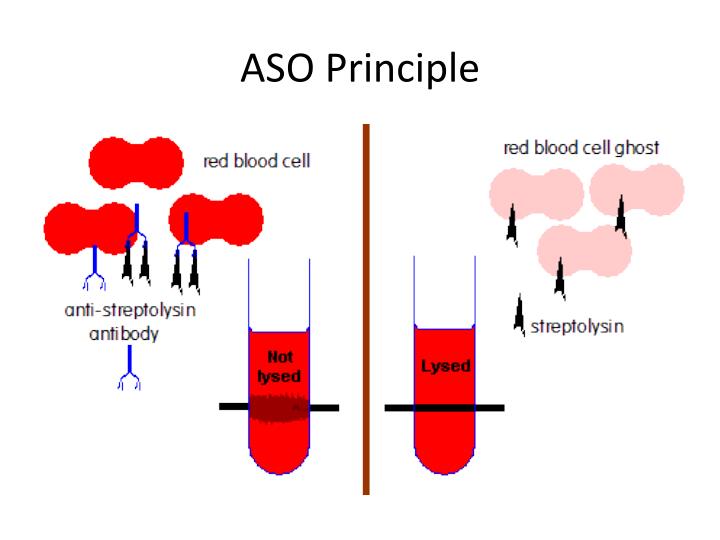 ASO Principle
red blood cell
anti-streptolysin
antibody
Not
lysed
red blood cell ghost
streptolysin
Lysed